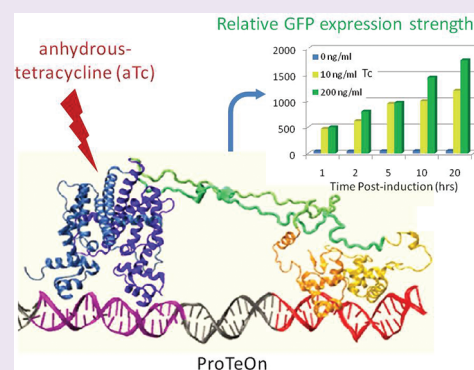 Relative GFP expression strength
anhydrous-
tetracycline (aTc)
2000
1500
1000
500
0
0 ng/ml
10 ng/ml Tc
200 ng/ml
1 2 5 10 20
Time Post-induction (hrs)
ProTeOn